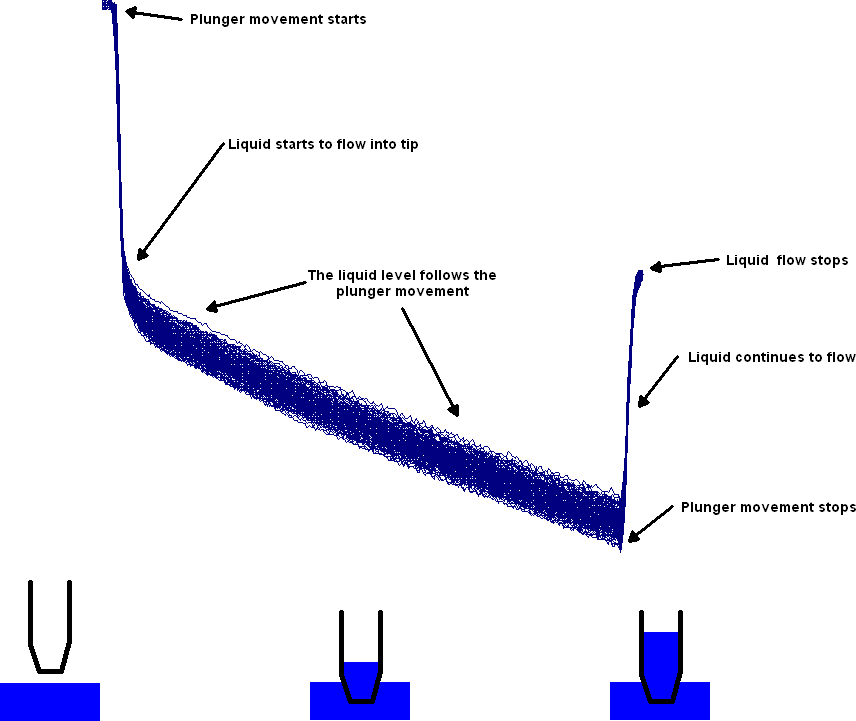 Plunger movement starts
Liquid starts to flow into tip
The liquid level follows the
plunger movement
Liquid  flow stops
Liquid continues to flow
Plunger movement stops